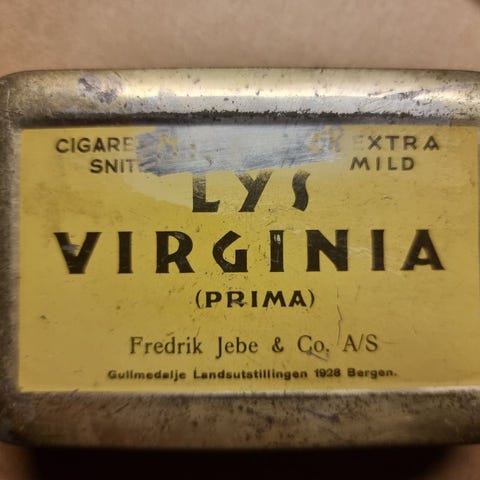 EXTRA
MILD
LYS
VIRGINIA
(PRIMA)
Fredrik Jebe & Co. A/S
Gullmedalje Landsutstillingen 1928 Bergen.